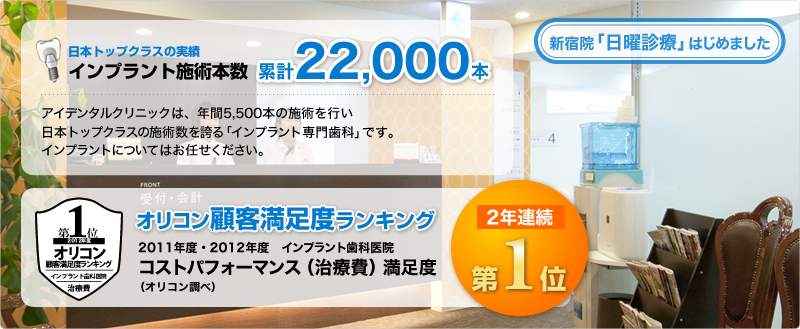 新宿院「日曜診療」はじめました
日本トップクラスの実績
インプラント施術本数 累計22,000本
アイデンタルクリニックは、年間5,500本の施術を行い
日本トップクラスの施術数を誇る「インプラント専門歯科」です。
インプラントについてはお任せください。
4
FRONT
受付・会計
第1位
2012年度
オリコン
顧客満足度ランキング
インプラント歯科医院
治療費
オリコン顧客満足度ランキング
2011年度・2012年度 インプラント歯科医院
コストパフォーマンス（治療費）満足度
（オリコン調べ）
2年連続
第1位